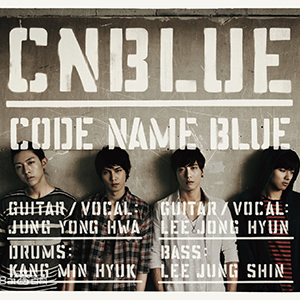 CNBLUE
CODE NAME BLUE
GUITAR/VOCAL:
JUNG YONG HWA
GUITAR/VOCAL:
LEE JONG HYUN
DRUMS:
KANG MIN HYUK
BASS:
LEE JUNG SHIN